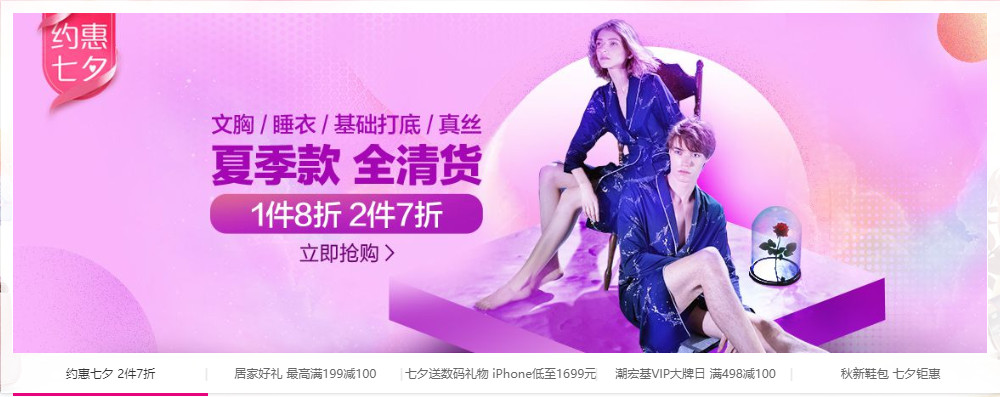 约惠
七夕
文胸 / 睡衣 / 基础打底 / 真丝
夏季款 全清货
1件8折 2件7折
立即抢购 >
约惠七夕 2件7折
居家好礼 最高满199减100
七夕送数码礼物 iPhone低至1699元
潮宏基VIP大牌日 满498减100
秋新鞋包 七夕钜惠